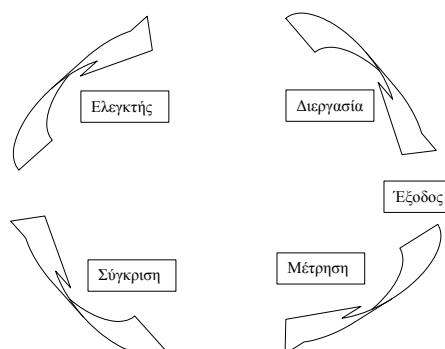 Ελεγκτής
Διεργασία
Έξοδος
Σύγκριση
Μέτρηση